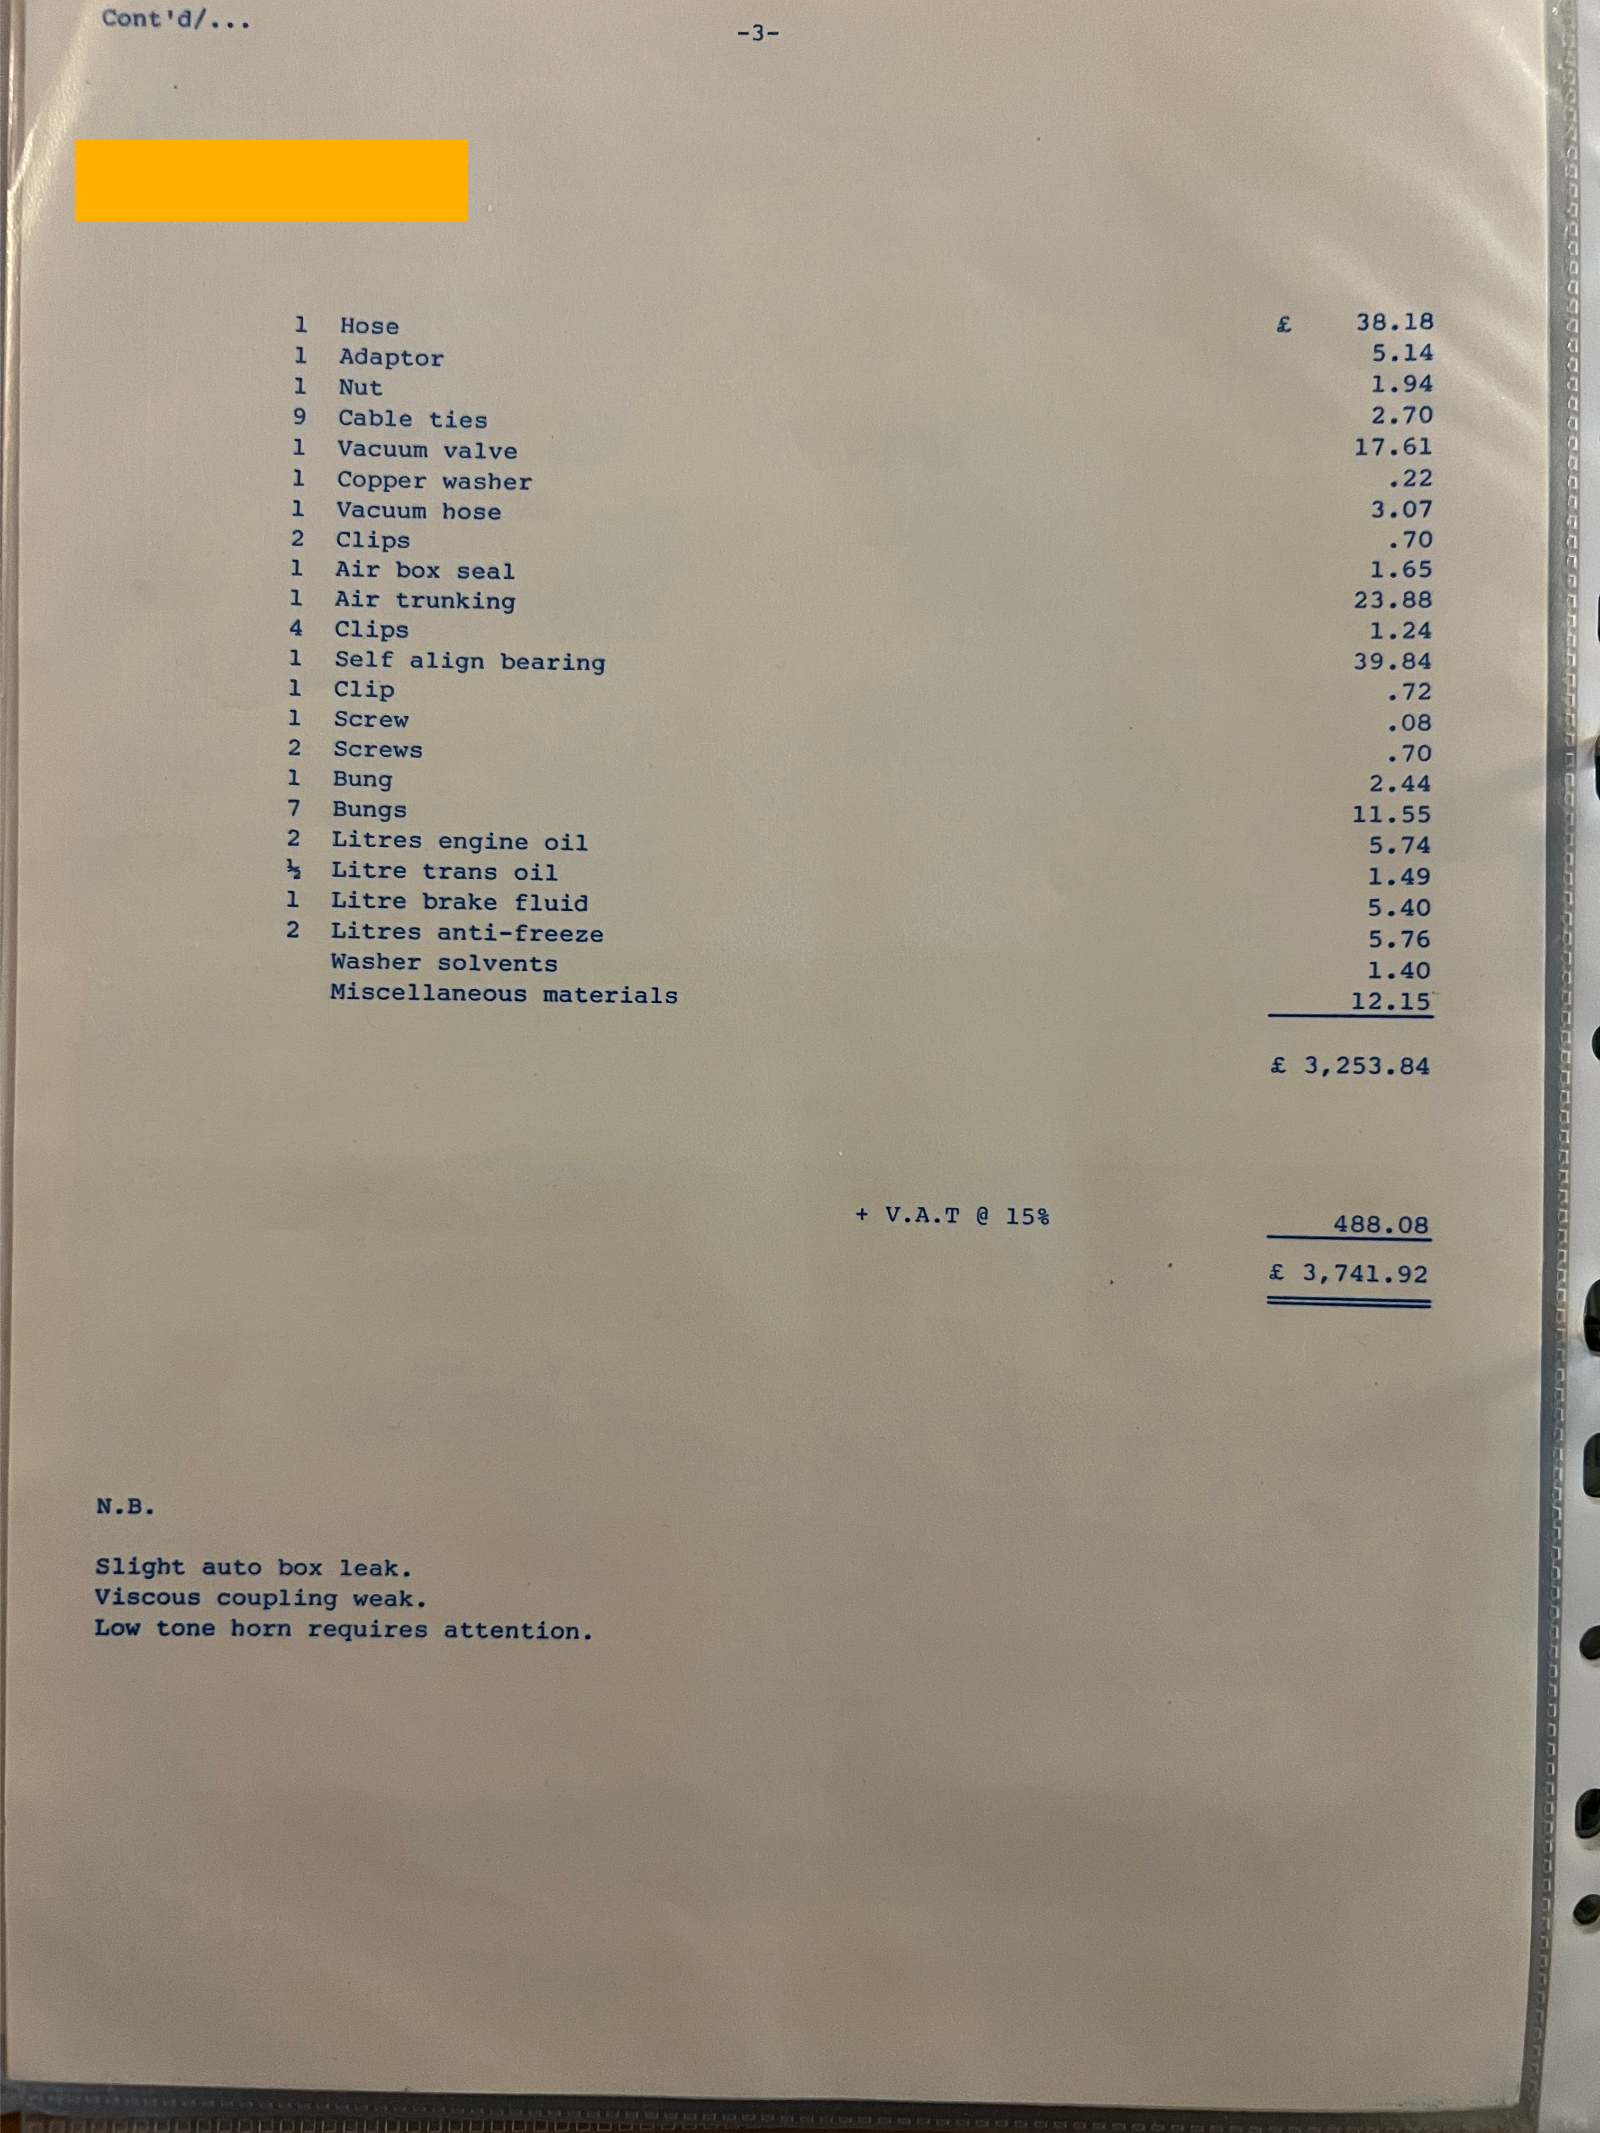 Cont'd/...
-3-
1 Hose £ 38.18
1 Adaptor 5.14
1 Nut 1.94
9 Cable ties 2.70
1 Vacuum valve 17.61
1 Copper washer .22
1 Vacuum hose 3.07
2 Clips .70
1 Air box seal 1.65
1 Air trunking 23.88
4 Clips 1.24
1 Self align bearing 39.84
1 Clip .72
1 Screw .08
2 Screws .70
1 Bung 2.44
7 Bungs 11.55
2 Litres engine oil 5.74
½ Litre trans oil 1.49
1 Litre brake fluid 5.40
2 Litres anti-freeze 5.76
Washer solvents 1.40
Miscellaneous materials 12.15
£ 3,253.84
+ V.A.T @ 15% 488.08
£ 3,741.92
N.B.
Slight auto box leak.
Viscous coupling weak.
Low tone horn requires attention.